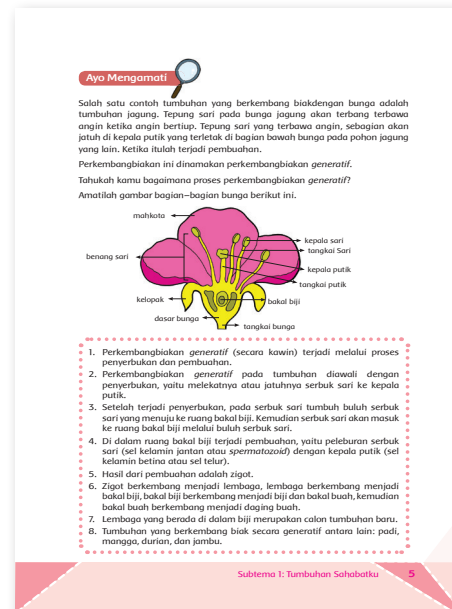 Ayo Mengamati
Salah satu contoh tumbuhan yang berkembang biakdengan bunga adalah
tumbuhan jagung. Tepung sari pada bunga jagung akan terbang terbawa
angin ketika angin bertiup. Tepung sari yang terbawa angin, sebagian akan
jatuh di kepala putik yang terletak di bagian bawah bunga pada pohon jagung
yang lain. Ketika itulah terjadi pembuahan.
Perkembangbiakan ini dinamakan perkembangbiakan generatif.
Tahukah kamu bagaimana proses perkembangbiakan generatif?
Amatilah gambar bagian–bagian bunga berikut ini.
mahkota
kepala sari
tangkai Sari
benang sari
kepala putik
tangkai putik
kelopak
bakal biji
dasar bunga
tangkai bunga
1. Perkembangbiakan generatif (secara kawin) terjadi melalui proses
penyerbukan dan pembuahan.
2. Perkembangbiakan generatif pada tumbuhan diawali dengan
penyerbukan, yaitu melekatnya atau jatuhnya serbuk sari ke kepala
putik.
3. Setelah terjadi penyerbukan, pada serbuk sari tumbuh buluh serbuk
sari yang menuju ke ruang bakal biji. Kemudian serbuk sari akan masuk
ke ruang bakal biji melalui buluh serbuk sari.
4. Di dalam ruang bakal biji terjadi pembuahan, yaitu peleburan serbuk
sari (sel kelamin jantan atau spermatozoid) dengan kepala putik (sel
kelamin betina atau sel telur).
5. Hasil dari pembuahan adalah zigot.
6. Zigot berkembang menjadi lembaga, lembaga berkembang menjadi
bakal biji, bakal biji berkembang menjadi biji dan bakal buah, kemudian
bakal buah berkembang menjadi daging buah.
7. Lembaga yang berada di dalam biji merupakan calon tumbuhan baru.
8. Tumbuhan yang berkembang biak secara generatif antara lain: padi,
mangga, durian, dan jambu.
Subtema 1: Tumbuhan Sahabatku 5